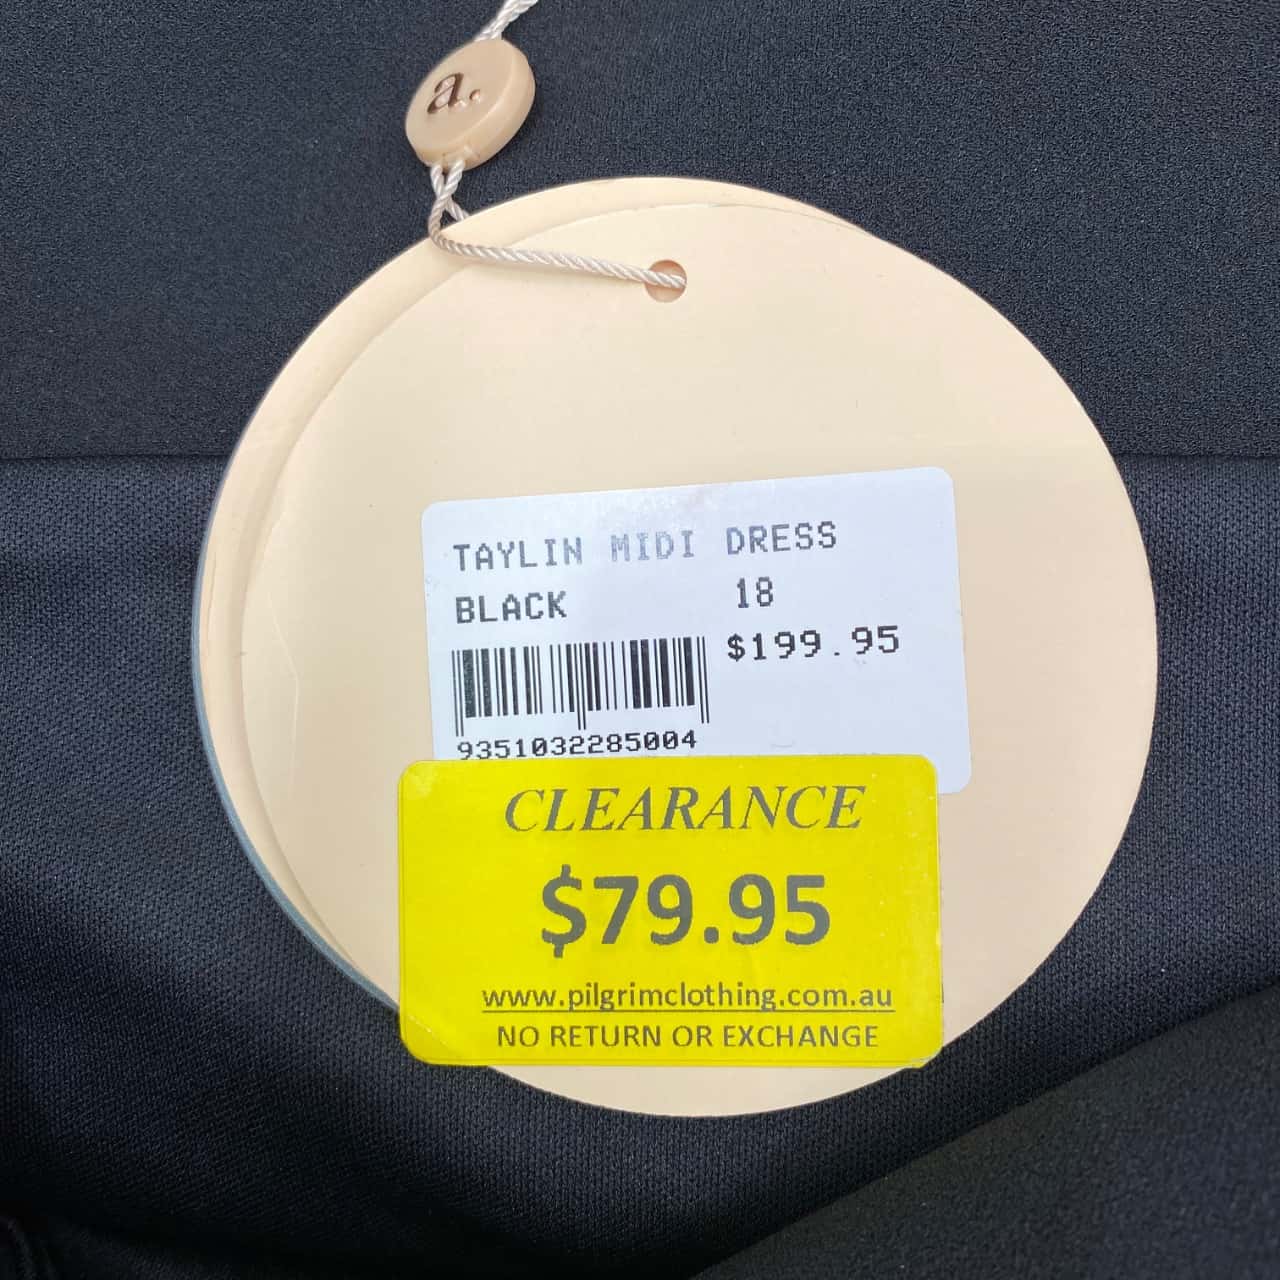 a.
TAYLIN MIDI DRESS
BLACK 18
$199.95
9351032285004
CLEARANCE
$79.95
www.pilgrimclothing.com.au
NO RETURN OR EXCHANGE